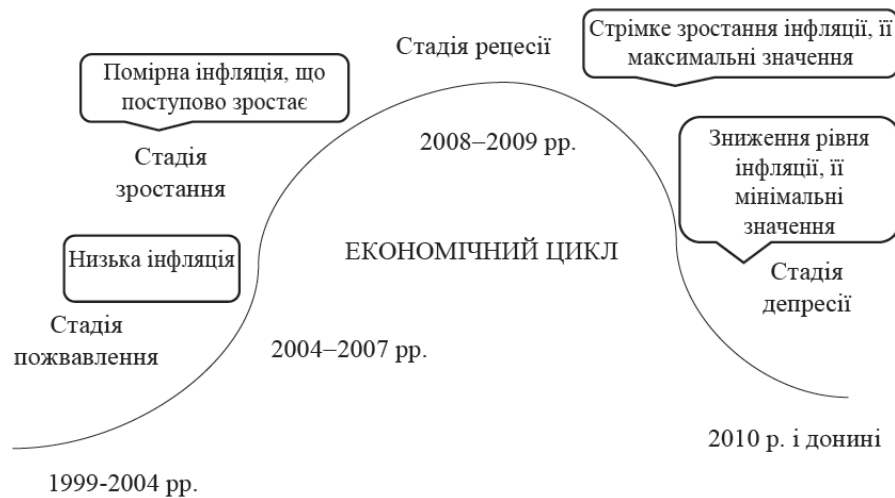 Стадія рецесії
Стрімке зростання інфляції, її
максимальні значення
Помірна інфляція, що
поступово зростає
Стадія
зростання
2008–2009 рр.
Зниження рівня
інфляції, її
мінімальні
значення
Низька інфляція
ЕКОНОМІЧНИЙ ЦИКЛ
Стадія
депресії
Стадія
пожвавлення
2004–2007 рр.
2010 р. і донині
1999-2004 рр.